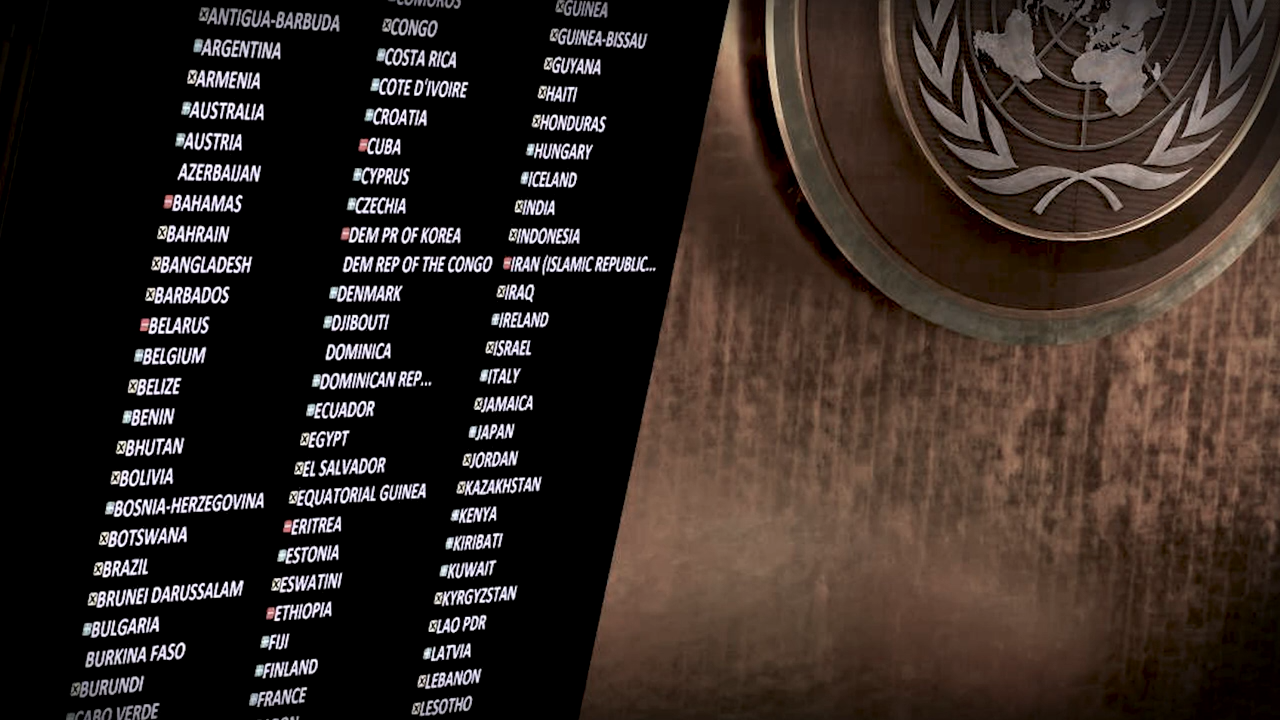 ANTIGUA-BARBUDA
ARGENTINA
ARMENIA
AUSTRALIA
AUSTRIA
AZERBAIJAN
BAHAMAS
BAHRAIN
BANGLADESH
BARBADOS
BELARUS
BELGIUM
BELIZE
BENIN
BHUTAN
BOLIVIA
BOSNIA-HERZEGOVINA
BOTSWANA
BRAZIL
BRUNEI DARUSSALAM
BULGARIA
BURKINA FASO
BURUNDI
CABO VERDE
COMOROS
CONGO
COSTA RICA
COTE D'IVOIRE
CROATIA
CUBA
CYPRUS
CZECHIA
DEM PR OF KOREA
DEM REP OF THE CONGO
DENMARK
DJIBOUTI
DOMINICA
DOMINICAN REP...
ECUADOR
EGYPT
EL SALVADOR
EQUATORIAL GUINEA
ERITREA
ESTONIA
ESWATINI
ETHIOPIA
FIJI
FINLAND
FRANCE
GUINEA
GUINEA-BISSAU
GUYANA
HAITI
HONDURAS
HUNGARY
ICELAND
INDIA
INDONESIA
IRAN (ISLAMIC REPUBLIC...
IRAQ
IRELAND
ISRAEL
ITALY
JAMAICA
JAPAN
JORDAN
KAZAKHSTAN
KENYA
KIRIBATI
KUWAIT
KYRGYZSTAN
LAO PDR
LATVIA
LEBANON
LESOTHO